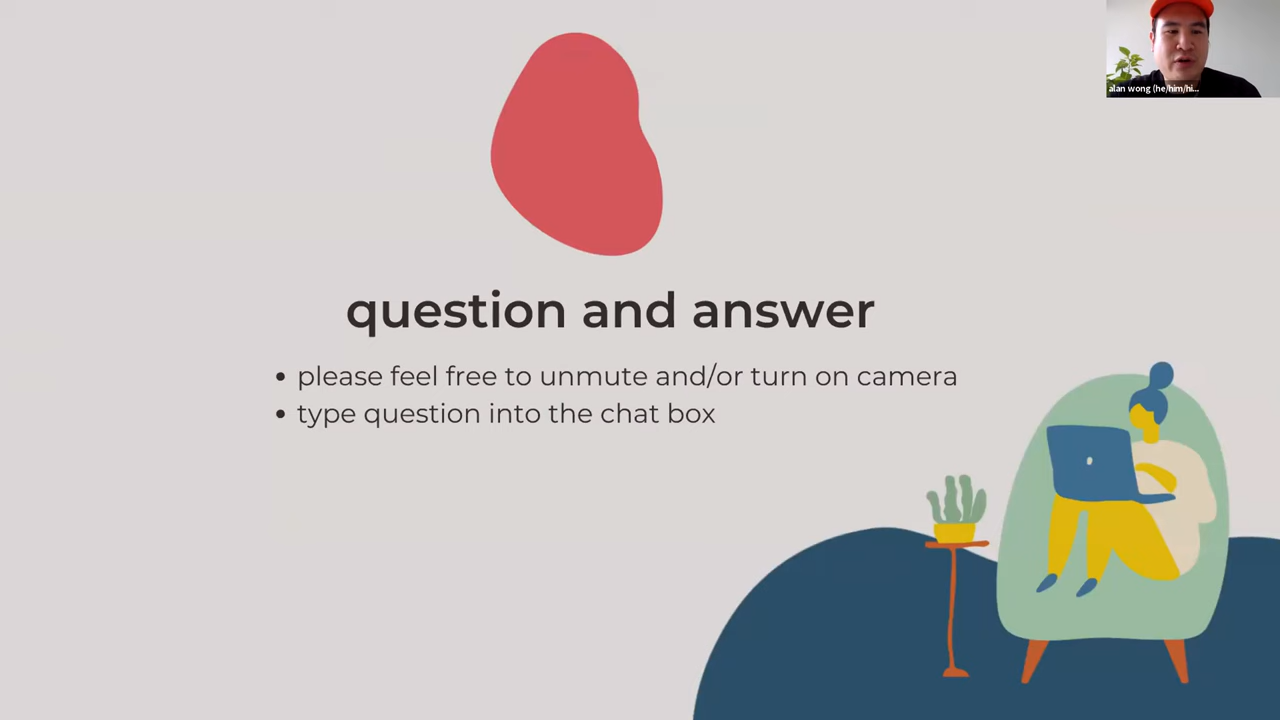 alan wong (he/him/hi...
question and answer
please feel free to unmute and/or turn on camera
type question into the chat box